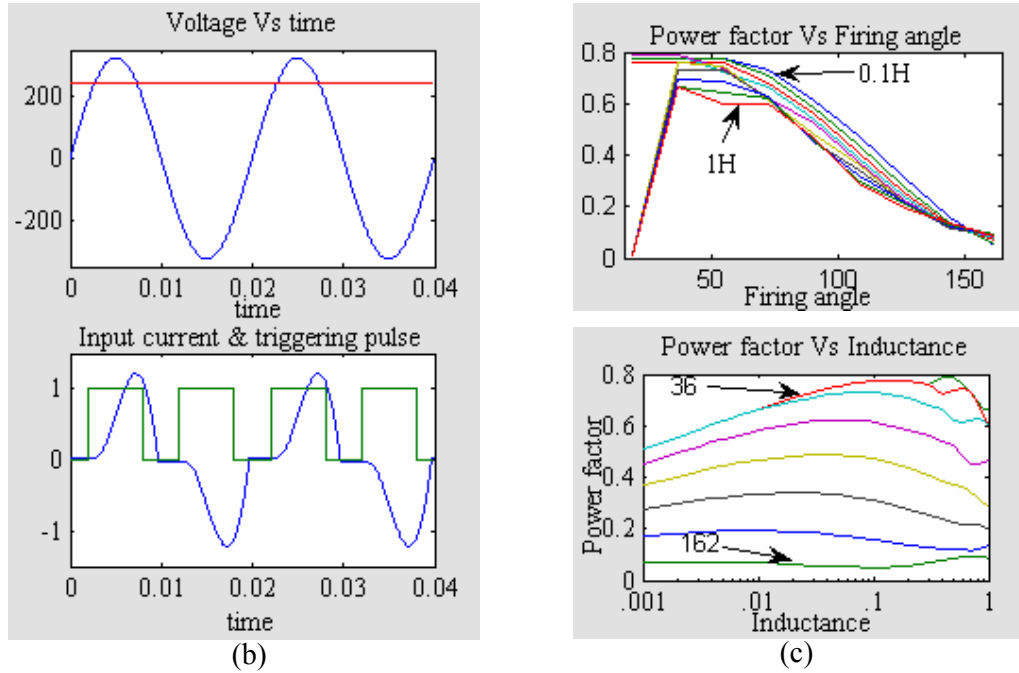 Voltage Vs time
200
0
-200
0
0.01
0.02
0.03
0.04
time
Input current & triggering pulse
1
0
-1
0
0.01
0.02
0.03
0.04
time
(b)
Power factor Vs Firing angle
0.8
0.6
0.4
0.2
0
0.1H
1H
50
100
150
Firing angle
Power factor Vs Inductance
0.8
0.6
0.4
0.2
0
Power factor
36
162
.001
.01
.1
1
Inductance
(c)